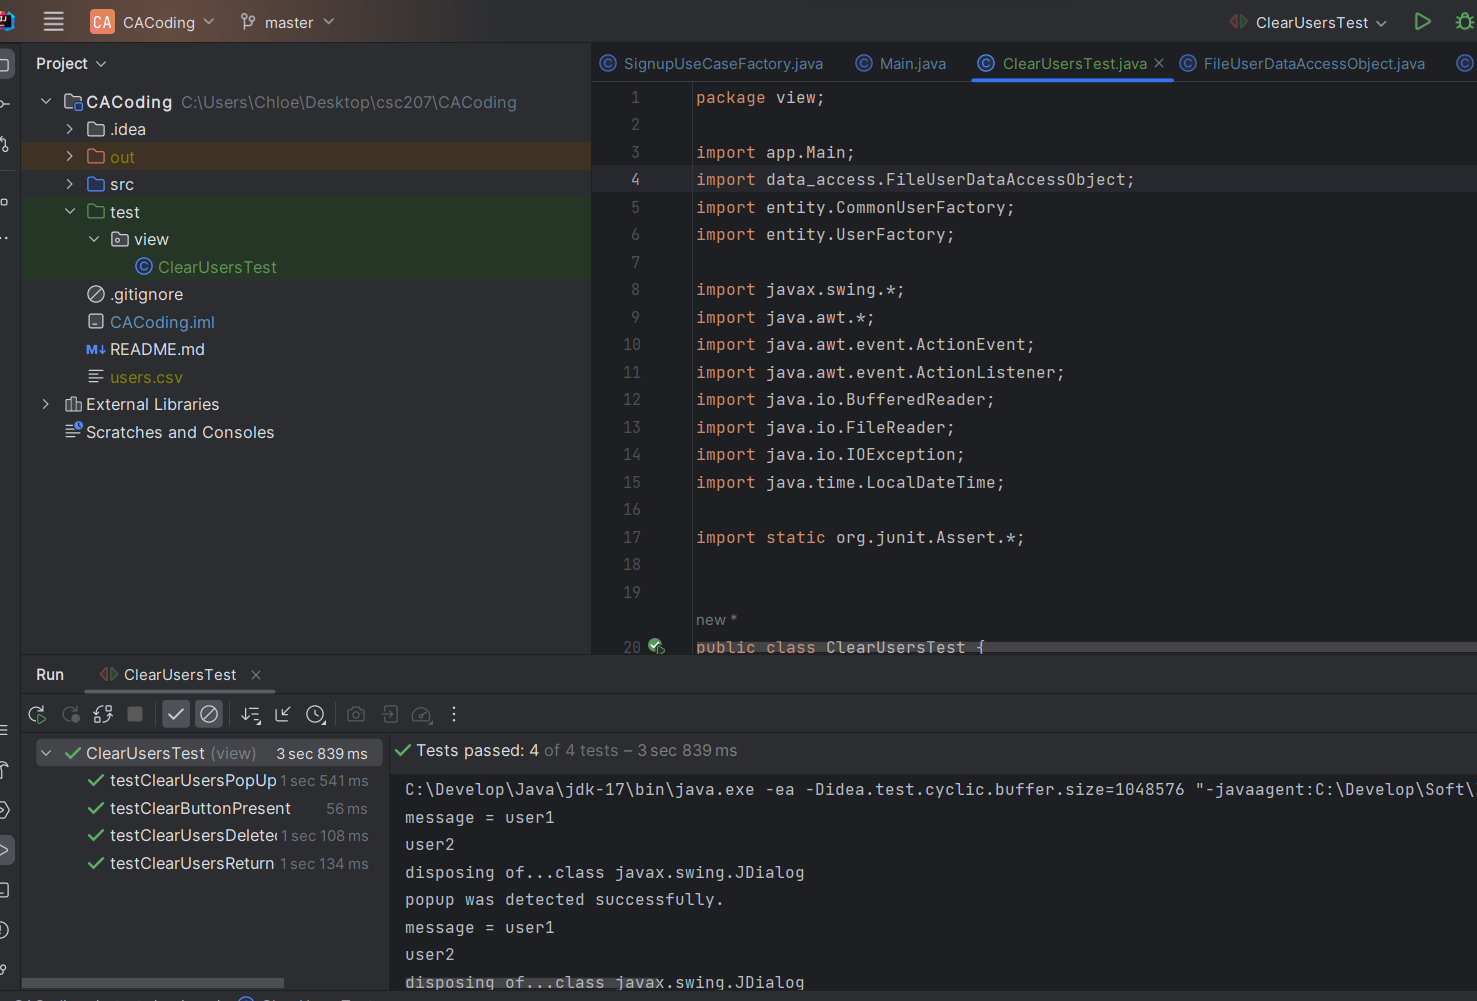 CA CACoding master ClearUsersTest
Project
SignupUseCaseFactory.java Main.java ClearUsersTest.java FileUserDataAccessObject.java
CACoding C:\Users\Chloe\Desktop\csc207\CACoding
.idea
out
src
test
view
ClearUsersTest
.gitignore
CACoding.iml
M↓ README.md
users.csv
External Libraries
Scratches and Consoles
1 package view;
2
3 import app.Main;
4 import data_access.FileUserDataAccessObject;
5 import entity.CommonUserFactory;
6 import entity.UserFactory;
7
8 import javax.swing.*;
9 import java.awt.*;
10 import java.awt.event.ActionEvent;
11 import java.awt.event.ActionListener;
12 import java.io.BufferedReader;
13 import java.io.FileReader;
14 import java.io.IOException;
15 import java.time.LocalDateTime;
16
17 import static org.junit.Assert.*;
18
19
new *
20 public class ClearUsersTest {
Run ClearUsersTest
ClearUsersTest (view) 3 sec 839 ms
testClearUsersPopUp 1 sec 541 ms
testClearButtonPresent 56 ms
testClearUsersDelete 1 sec 108 ms
testClearUsersReturn 1 sec 134 ms
Tests passed: 4 of 4 tests – 3 sec 839 ms
C:\Develop\Java\jdk-17\bin\java.exe -ea -Didea.test.cyclic.buffer.size=1048576 "-javaagent:C:\Develop\Soft\
message = user1
user2
disposing of...class javax.swing.JDialog
popup was detected successfully.
message = user1
user2
disposing of...class javax.swing.JDialog